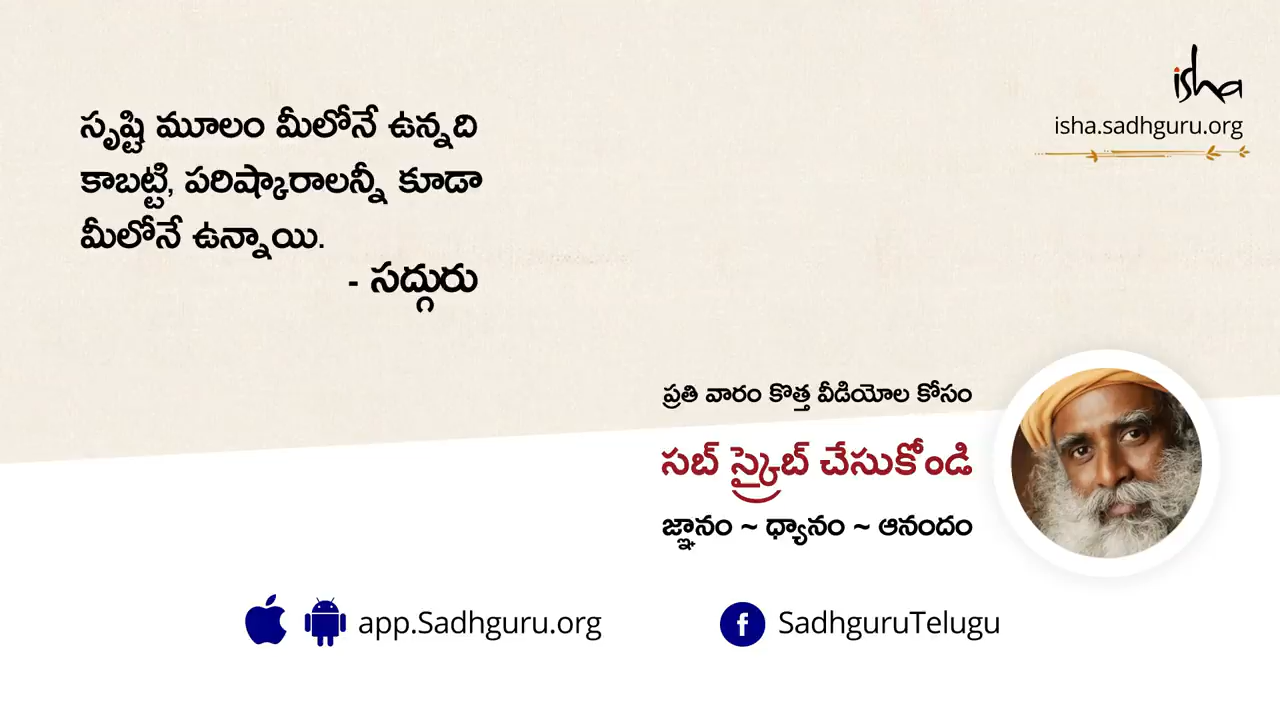 isha
isha.sadhguru.org
సృష్టి మూలం మీలోనే ఉన్నది
కాబట్టి, పరిష్కారాలన్నీ కూడా
మీలోనే ఉన్నాయి.
- సద్గురు
ప్రతి వారం కొత్త వీడియోల కోసం
సబ్ స్క్రైబ్ చేసుకోండి
జ్ఞానం ~ ధ్యానం ~ ఆనందం
app.Sadhguru.org
SadhguruTelugu